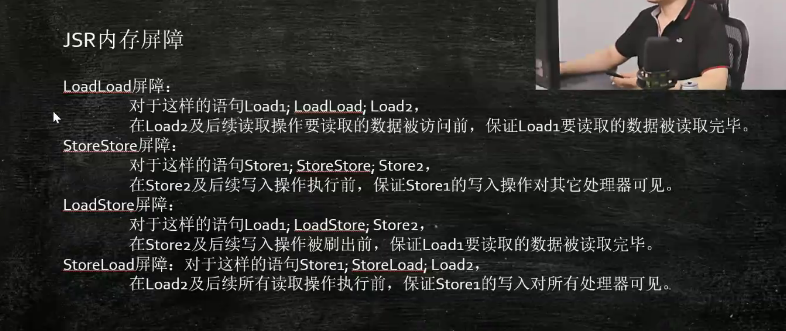 JSR内存屏障
LoadLoad屏障：
对于这样的语句Load1; LoadLoad; Load2，
在Load2及后续读取操作要读取的数据被访问前，保证Load1要读取的数据被读取完毕。
StoreStore屏障：
对于这样的语句Store1; StoreStore; Store2，
在Store2及后续写入操作执行前，保证Store1的写入操作对其它处理器可见。
LoadStore屏障：
对于这样的语句Load1; LoadStore; Store2，
在Store2及后续写入操作被刷出前，保证Load1要读取的数据被读取完毕。
StoreLoad屏障：对于这样的语句Store1; StoreLoad; Load2，
在Load2及后续所有读取操作执行前，保证Store1的写入对所有处理器可见。